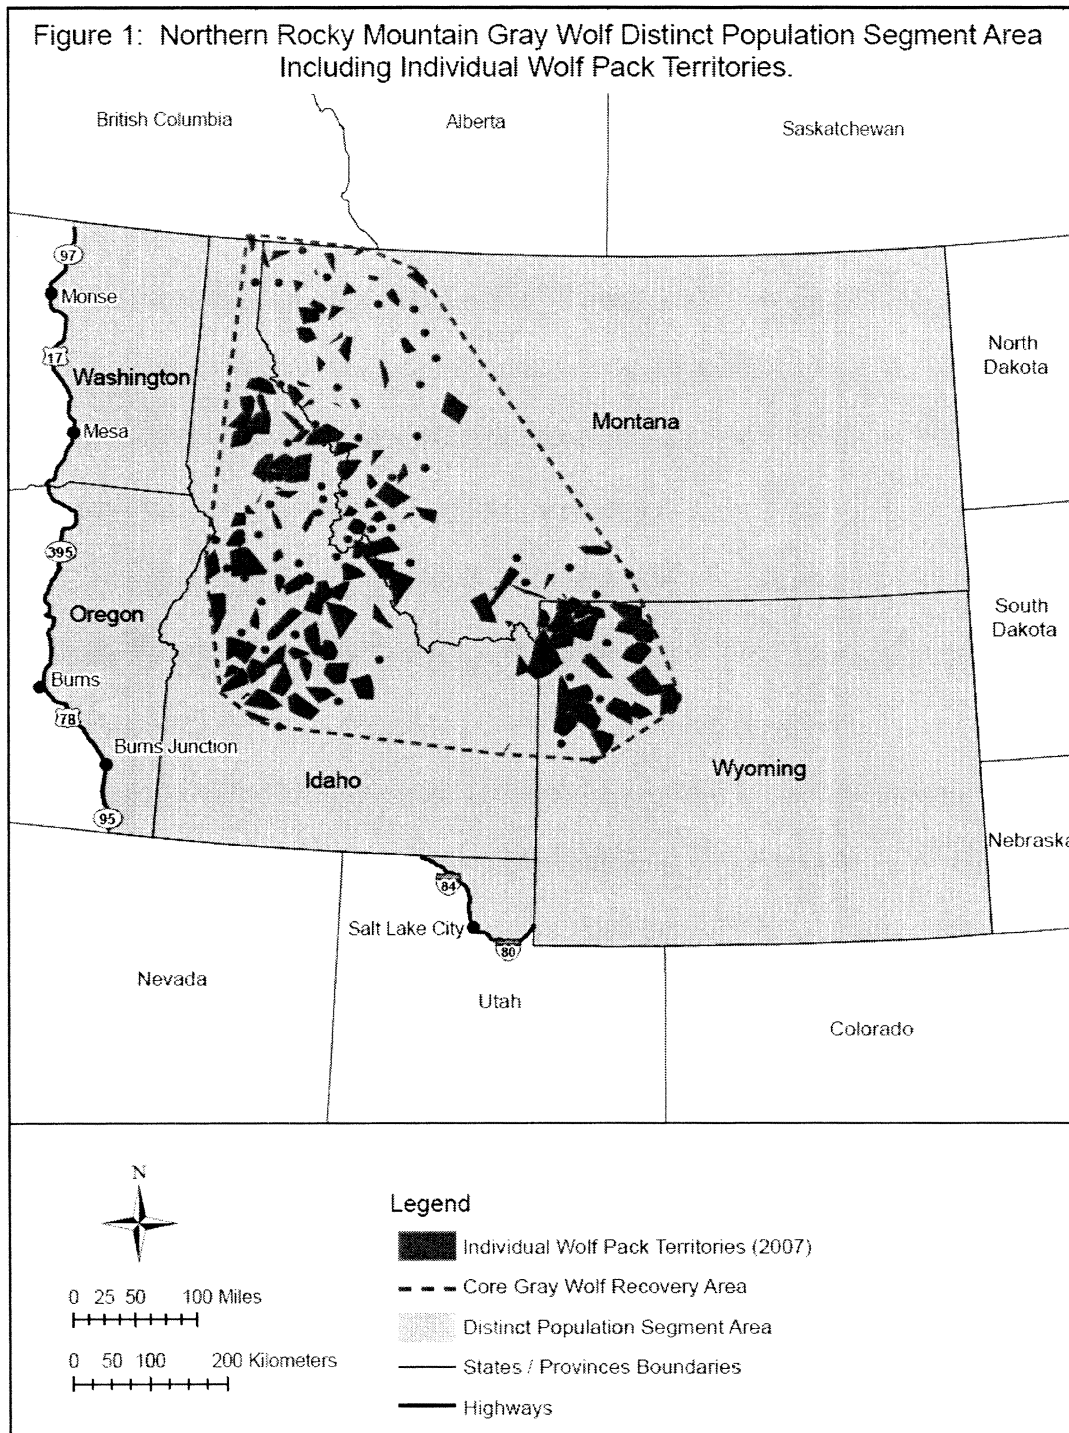 Figure 1: Northern Rocky Mountain Gray Wolf Distinct Population Segment Area
Including Individual Wolf Pack Territories.
British Columbia
Alberta
Saskatchewan
97
Monse
17
Washington
Mesa
North
Dakota
Montana
395
Oregon
South
Dakota
Burns
78
Burns Junction
Idaho
Wyoming
95
Nebraska
84
Salt Lake City
80
Nevada
Utah
Colorado
N
Legend
Individual Wolf Pack Territories (2007)
0 25 50 100 Miles
Core Gray Wolf Recovery Area
Distinct Population Segment Area
0 50 100 200 Kilometers
States / Provinces Boundaries
Highways